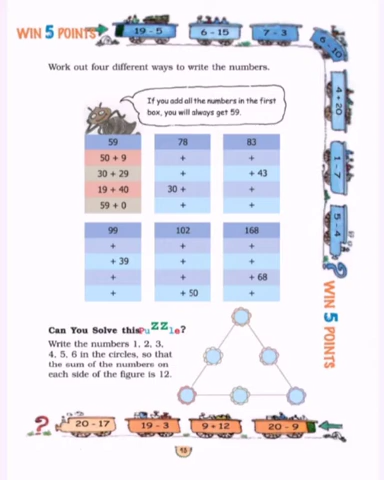 WIN 5 POINTS
19 - 5
6 - 15
7 - 3
6 - 10
4 + 20
1 - 7
5 - 4
?
WIN 5 POINTS
Work out four different ways to write the numbers.
If you add all the numbers in the first
box, you will always get 59.
59
50 + 9
30 + 29
19 + 40
59 + 0
78
+
+
30 +
+
83
+
+ 43
+
+
99
+
+ 39
+
+
102
+
+
+
+ 50
168
+
+
+ 68
+
Can You Solve this Puzzle?
Write the numbers 1, 2, 3,
4, 5, 6 in the circles, so that
the sum of the numbers on
each side of the figure is 12.
?
20 - 17
19 - 3
9 + 12
20 - 9